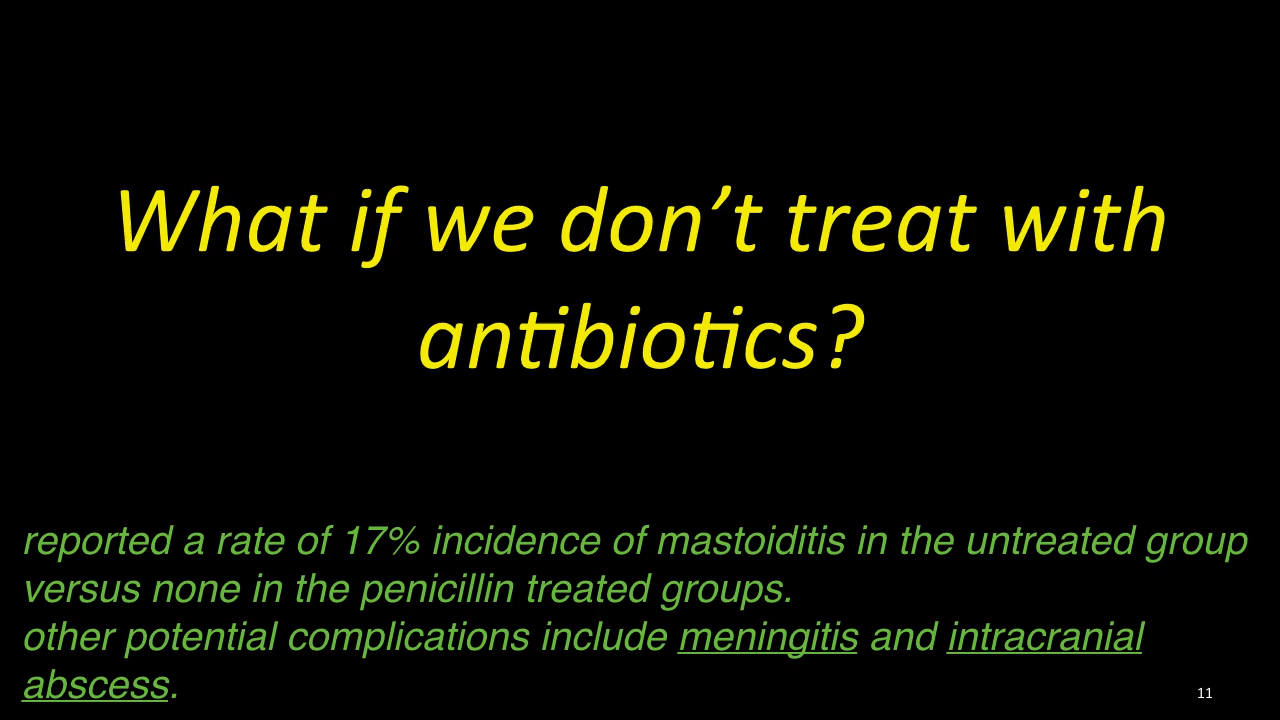 What if we don’t treat with
antibiotics?
reported a rate of 17% incidence of mastoiditis in the untreated group
versus none in the penicillin treated groups.
other potential complications include meningitis and intracranial
abscess.
11